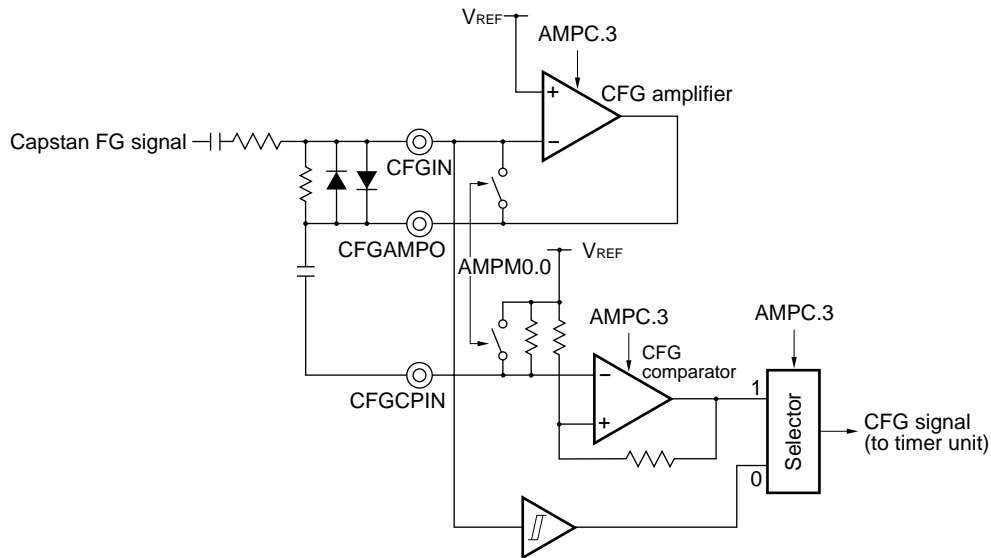 VREF
AMPC.3
+
CFG amplifier
Capstan FG signal
−
CFGIN
CFGAMPO
AMPM0.0
VREF
AMPC.3
AMPC.3
CFG
comparator
−
CFGCPIN
1
+
Selector
CFG signal
(to timer unit)
0